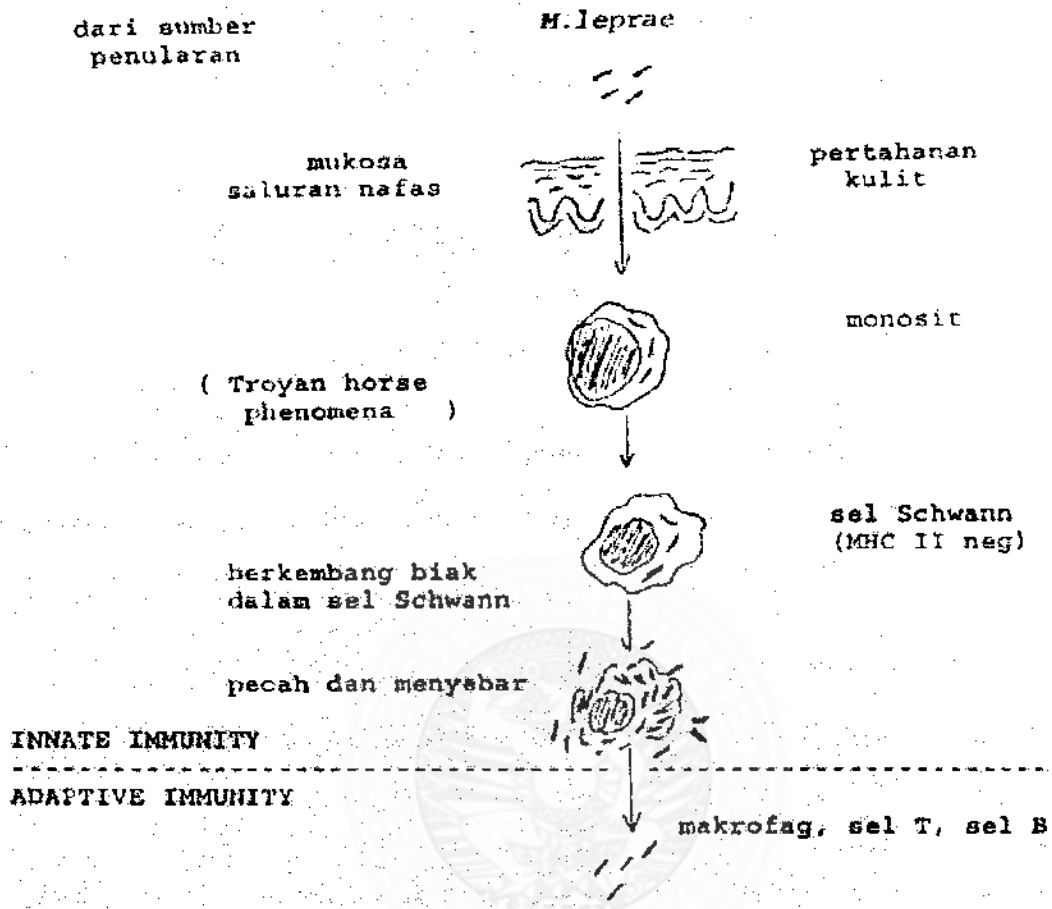 dari sumber
penularan
M.leprae
mukosa
saluran nafas
pertahanan
kulit
monosit
( Troyan horse
phenomena )
sel Schwann
(MHC II neg)
berkembang biak
dalam sel Schwann
pecah dan menyebar
INNATE IMMUNITY
ADAPTIVE IMMUNITY
makrofag, sel T, sel B